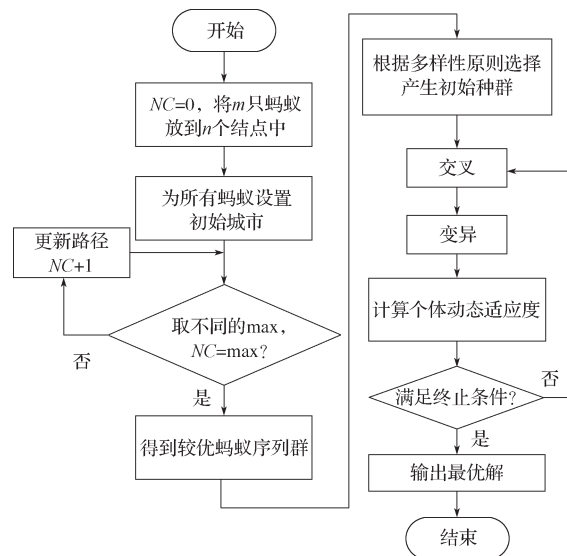 开始
NC=0，将m只蚂蚁
放到n个结点中
为所有蚂蚁设置
初始城市
更新路径
NC+1
取不同的max，
NC=max？
否
是
得到较优蚂蚁序列群
根据多样性原则选择
产生初始种群
交叉
变异
计算个体动态适应度
满足终止条件？
否
是
输出最优解
结束